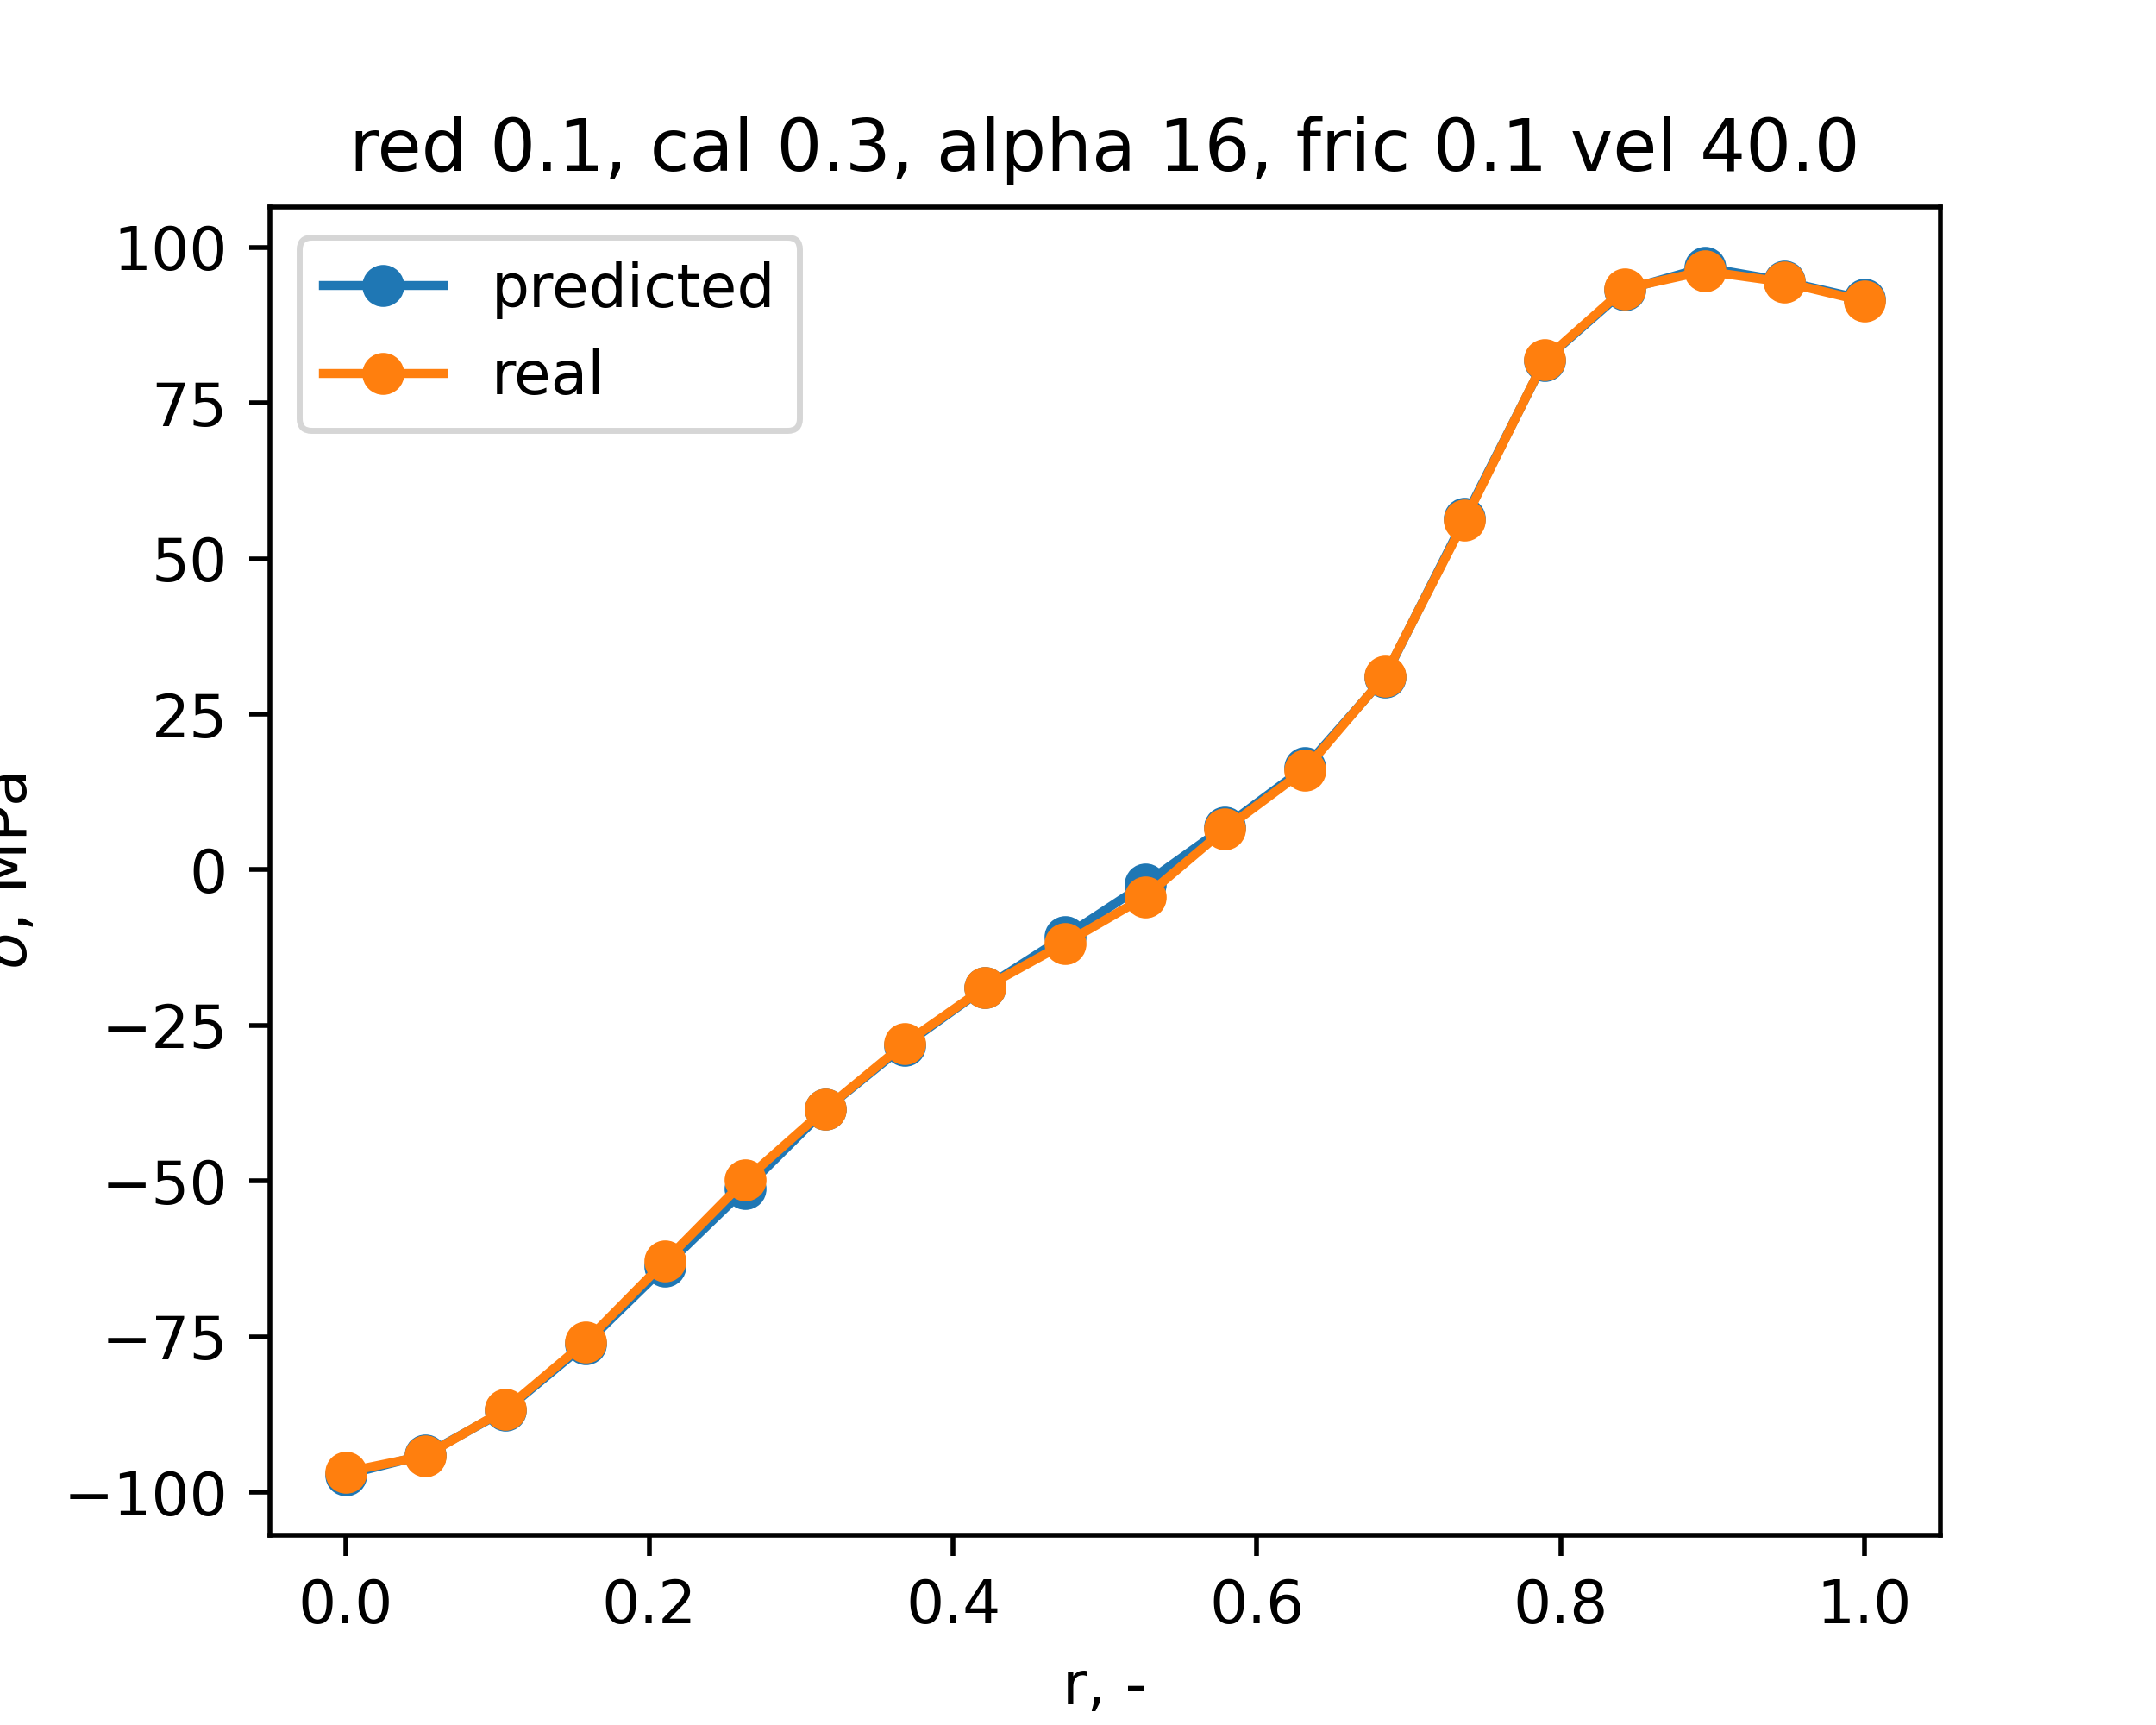 red 0.1, cal 0.3, alpha 16, fric 0.1 vel 40.0
predicted
real
100
75
50
25
0
−25
−50
−75
−100
σ, MPa
0.0 0.2 0.4 0.6 0.8 1.0
r, -